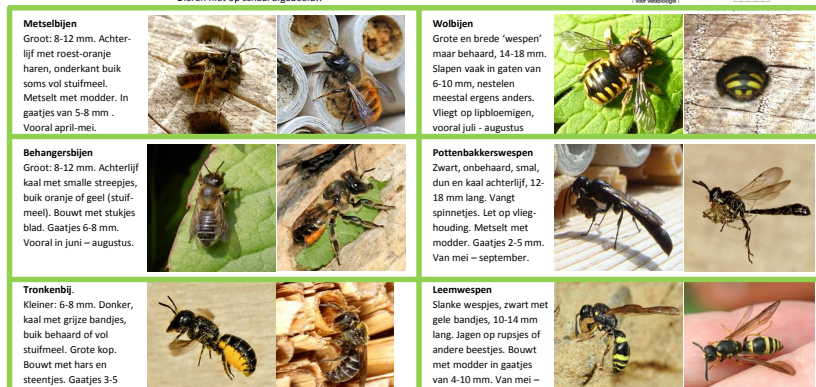 Metselbijen
Groot: 8-12 mm. Achter-
lijf met roest-oranje
haren, onderkant buik
soms vol stuifmeel.
Metselt met modder. In
gaatjes van 5-8 mm .
Vooral april-mei.
Wolbijen
Grote en brede ‘wespen’
maar behaard, 14-18 mm.
Slapen vaak in gaten van
6-10 mm, nestelen
meestal ergens anders.
Vliegt op lipbloemigen,
vooral juli - augustus
Behangersbijen
Groot: 8-12 mm. Achterlijf
kaal met smalle streepjes,
buik oranje of geel (stuif-
meel). Bouwt met stukjes
blad. Gaatjes 6-8 mm.
Vooral in juni – augustus.
Pottenbakkerswespen
Zwart, onbehaard, smal,
dun en kaal achterlijf, 12-
18 mm lang. Vangt
spinnetjes. Let op vlieg-
houding. Metselt met
modder. Gaatjes 2-5 mm.
Van mei – september.
Tronkenbij.
Kleiner: 6-8 mm. Donker,
kaal met grijze bandjes,
buik behaard of vol
stuifmeel. Grote kop.
Bouwt met hars en
steentjes. Gaatjes 3-5
Leemwespen
Slanke wespjes, zwart met
gele bandjes, 10-14 mm
lang. Jagen op rupsjes of
andere beestjes. Bouwt
met modder in gaatjes
van 4-10 mm. Van mei –